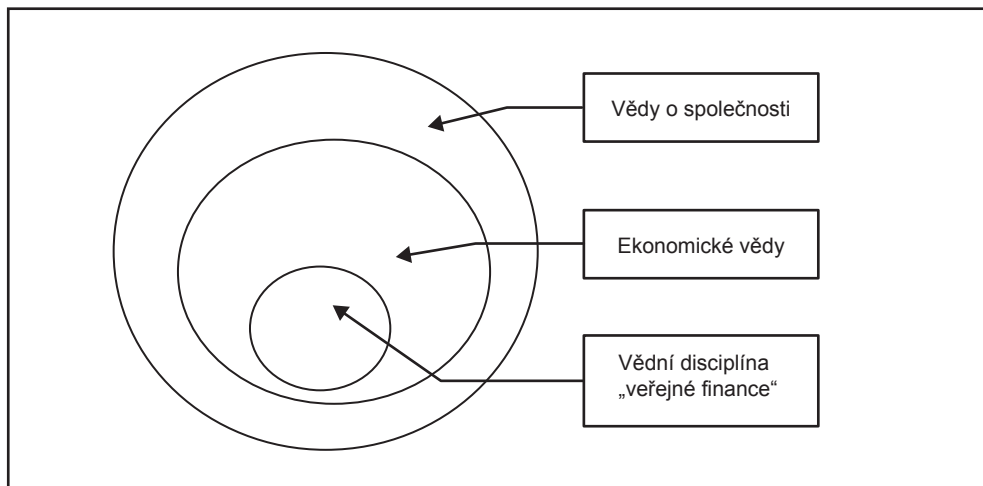 Vědy o společnosti
Ekonomické vědy
Vědní disciplína
„veřejné finance“